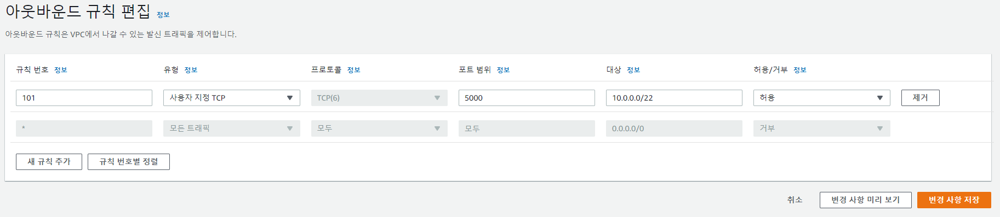 아웃바운드 규칙 편집 정보
아웃바운드 규칙은 VPC에서 나갈 수 있는 발신 트래픽을 제어합니다.
규칙 번호 정보 유형 정보 프로토콜 정보 포트 범위 정보 대상 정보 허용/거부 정보
101 사용자 지정 TCP TCP(6) 5000 10.0.0.0/22 허용 제거
* 모든 트래픽 모두 모두 0.0.0.0/0 거부
새 규칙 추가 규칙 번호별 정렬
취소 변경 사항 미리 보기 변경 사항 저장